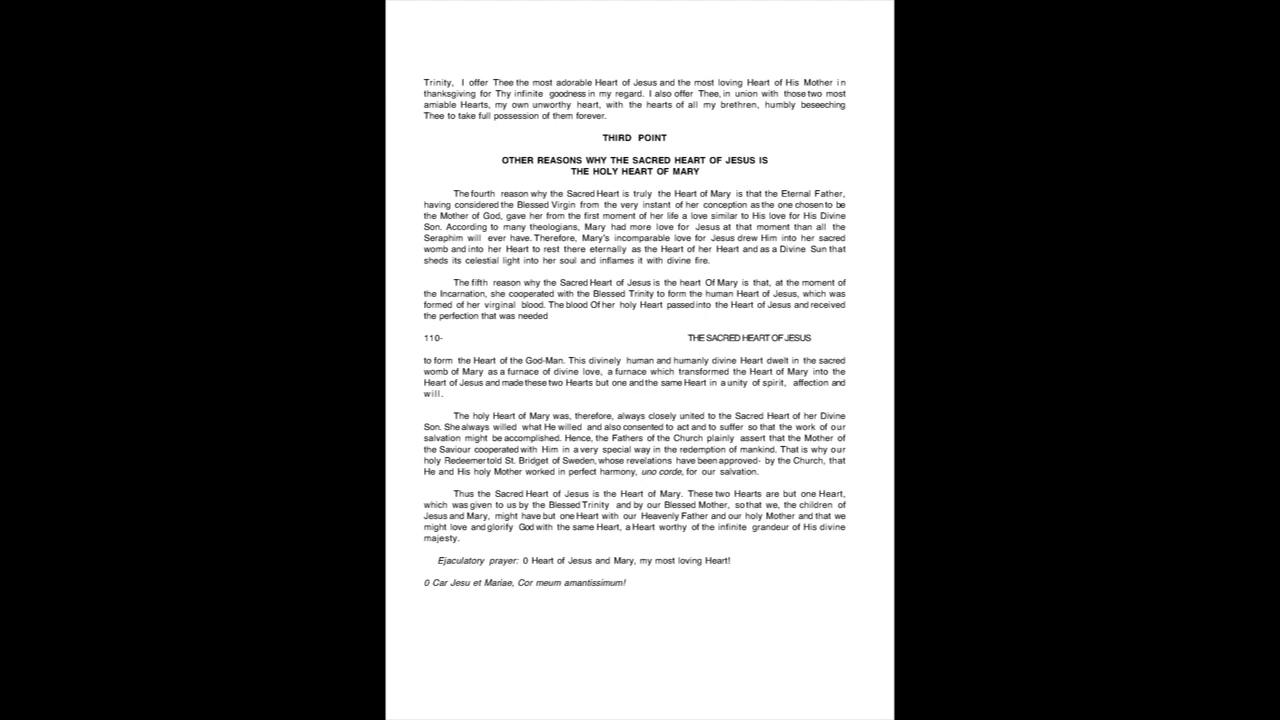 Trinity, I offer Thee the most adorable Heart of Jesus and the most loving Heart of His Mother in
thanksgiving for Thy infinite goodness in my regard. I also offer Thee, in union with those two most
amiable Hearts, my own unworthy heart, with the hearts of all my brethren, humbly beseeching
Thee to take full possession of them forever.
THIRD POINT
OTHER REASONS WHY THE SACRED HEART OF JESUS IS
THE HOLY HEART OF MARY
The fourth reason why the Sacred Heart is truly the Heart of Mary is that the Eternal Father,
having considered the Blessed Virgin from the very instant of her conception as the one chosen to be
the Mother of God, gave her from the first moment of her life a love similar to His love for His Divine
Son. According to many theologians, Mary had more love for Jesus at that moment than all the
Seraphim will ever have. Therefore, Mary's incomparable love for Jesus drew Him into her sacred
womb and into her Heart to rest there eternally as the Heart of her Heart and as a Divine Sun that
sheds its celestial light into her soul and inflames it with divine fire.
The fifth reason why the Sacred Heart of Jesus is the heart Of Mary is that, at the moment of
the Incarnation, she cooperated with the Blessed Trinity to form the human Heart of Jesus, which was
formed of her virginal blood. The blood Of her holy Heart passed into the Heart of Jesus and received
the perfection that was needed
110- THE SACRED HEART OF JESUS
to form the Heart of the God-Man. This divinely human and humanly divine Heart dwelt in the sacred
womb of Mary as a furnace of divine love, a furnace which transformed the Heart of Mary into the
Heart of Jesus and made these two Hearts but one and the same Heart in a unity of spirit, affection and
will.
The holy Heart of Mary was, therefore, always closely united to the Sacred Heart of her Divine
Son. She always willed what He willed and also consented to act and to suffer so that the work of our
salvation might be accomplished. Hence, the Fathers of the Church plainly assert that the Mother of
the Saviour cooperated with Him in a very special way in the redemption of mankind. That is why our
holy Redeemer told St. Bridget of Sweden, whose revelations have been approved- by the Church, that
He and His holy Mother worked in perfect harmony, uno corde, for our salvation.
Thus the Sacred Heart of Jesus is the Heart of Mary. These two Hearts are but one Heart,
which was given to us by the Blessed Trinity and by our Blessed Mother, so that we, the children of
Jesus and Mary, might have but one Heart with our Heavenly Father and our holy Mother and that we
might love and glorify God with the same Heart, a Heart worthy of the infinite grandeur of His divine
majesty.
Ejaculatory prayer: 0 Heart of Jesus and Mary, my most loving Heart!
0 Car Jesu et Mariae, Cor meum amantissimum!